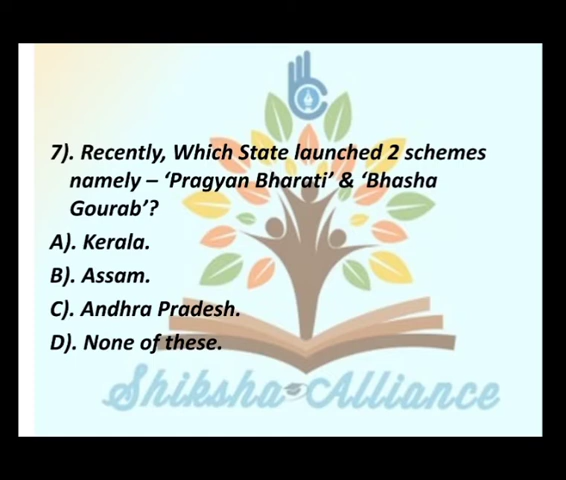 7). Recently, Which State launched 2 schemes
namely – ‘Pragyan Bharati’ & ‘Bhasha
Gourab’?
A). Kerala.
B). Assam.
C). Andhra Pradesh.
D). None of these.
Shiksha Alliance